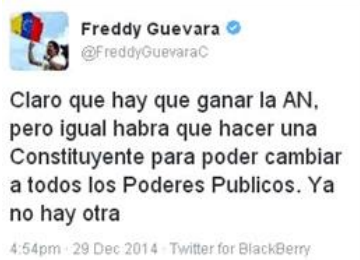 Freddy Guevara
@FreddyGuevaraC
Claro que hay que ganar la AN,
pero igual habra que hacer una
Constituyente para poder cambiar
a todos los Poderes Publicos. Ya
no hay otra
4:54pm · 29 Dec 2014 · Twitter for BlackBerry